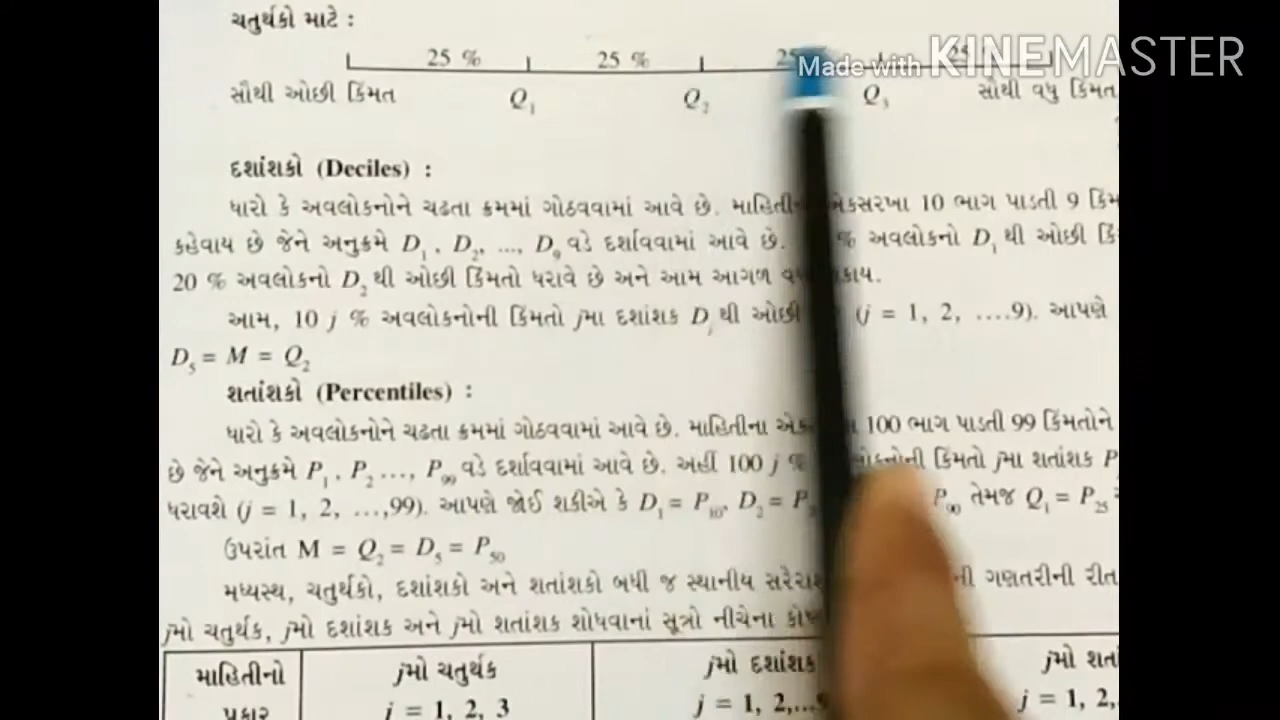 ચતુર્થકો માટે :
25 % 25 % 25
Made with KINEMASTER
સૌથી ઓછી કિંમત Q₁ Q₂ Q₃ સૌથી વધુ કિંમત
દશાંશકો (Deciles) :
ધારો કે અવલોકનોને ચઢતા ક્રમમાં ગોઠવવામાં આવે છે. એકસરખા 10 ભાગ પાડતી 9
કહેવાય છે જેને અનુક્રમે D₁, D₂, ..., D₉ વડે દર્શાવવામાં આવે છે. % અવલોકનો D₁ થી ઓછી
20 % અવલોકનો D₂ થી ઓછી કિંમતો ધરાવે છે અને આમ આગળ
આમ, 10 j % અવલોકનોની કિંમતો jમા દશાંશક Dⱼ થી ઓછી (j = 1, 2, ....9). આપણે
D₅ = M = Q₂
શતાંશકો (Percentiles) :
ધારો કે અવલોકનોને ચઢતા ક્રમમાં ગોઠવવામાં આવે છે. માહિતીના 100 ભાગ પાડતી 99 કિંમતોને
છે જેને અનુક્રમે P₁, P₂ ..., P₉₉ વડે દર્શાવવામાં આવે છે. અહીં 100 j % કિંમતો jમા શતાંશક P
ધરાવશે (j = 1, 2, ...,99). આપણે જોઈ શકીએ કે D₁ = P₁₀, D₂ = P₉₀ તેમજ Q₁ = P₂₅
ઉપરાંત M = Q₂ = D₅ = P₅₀
મધ્યસ્થ, ચતુર્થકો, દશાંશકો અને શતાંશકો બધી જ સ્થાનીય ગણતરીની રીત
jમો ચતુર્થક, jમો દશાંશક અને jમો શતાંશક શોધવાનાં સૂત્રો નીચેના
માહિતીનો jમો ચતુર્થક jમો દશાંશક jમો
પ્રકાર j = 1, 2, 3 j = 1, 2,... j = 1, 2,